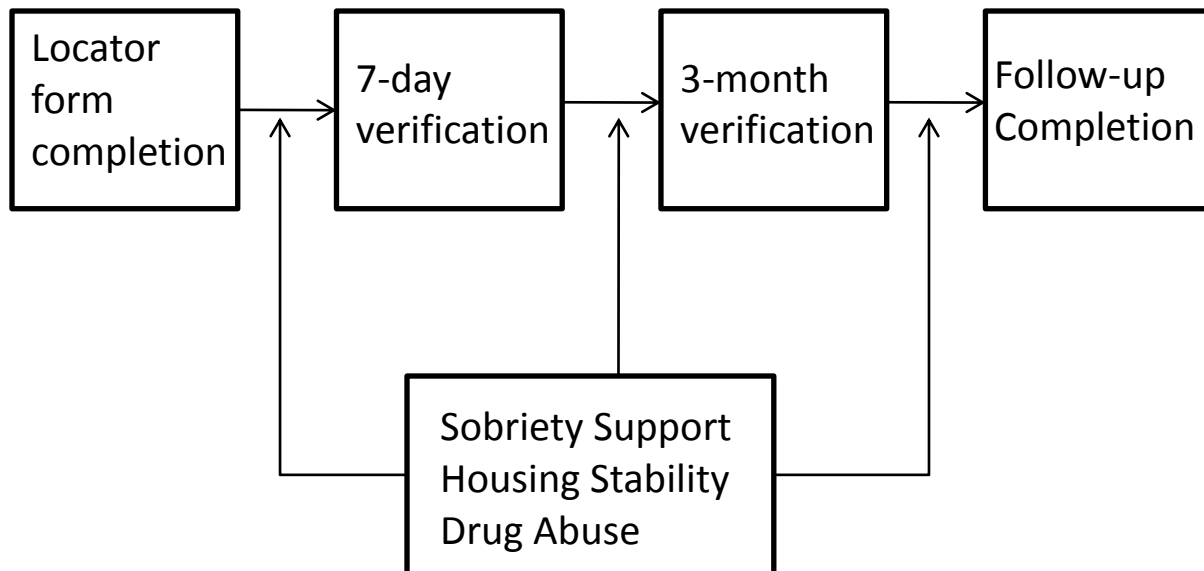 Locator
form
completion
7-day
verification
3-month
verification
Follow-up
Completion
Sobriety Support
Housing Stability
Drug Abuse